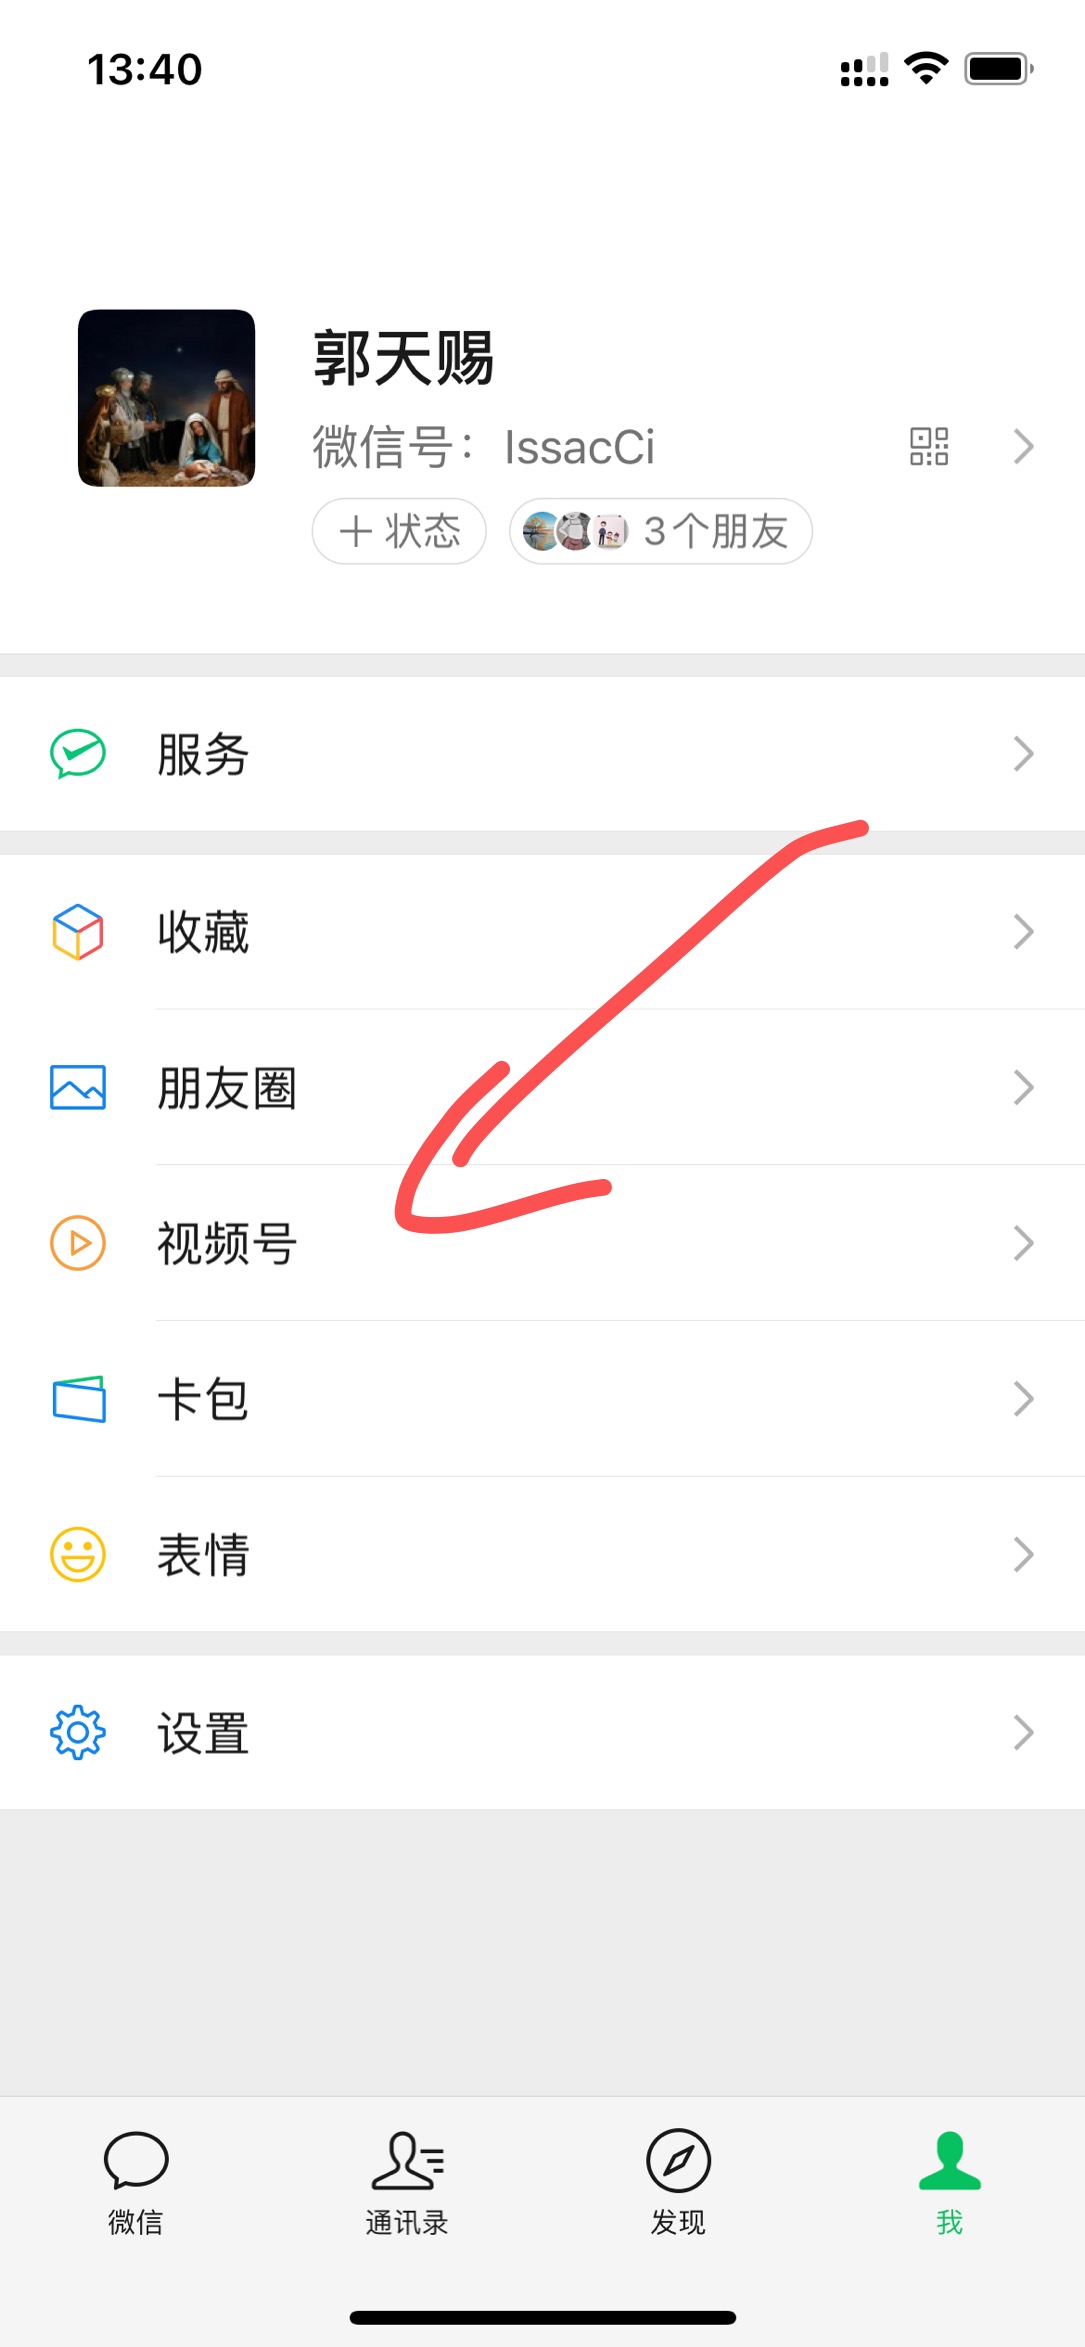 13:40
郭天赐
微信号：IssacCi
状态
3个朋友
服务
收藏
朋友圈
视频号
卡包
表情
设置
微信
通讯录
发现
我